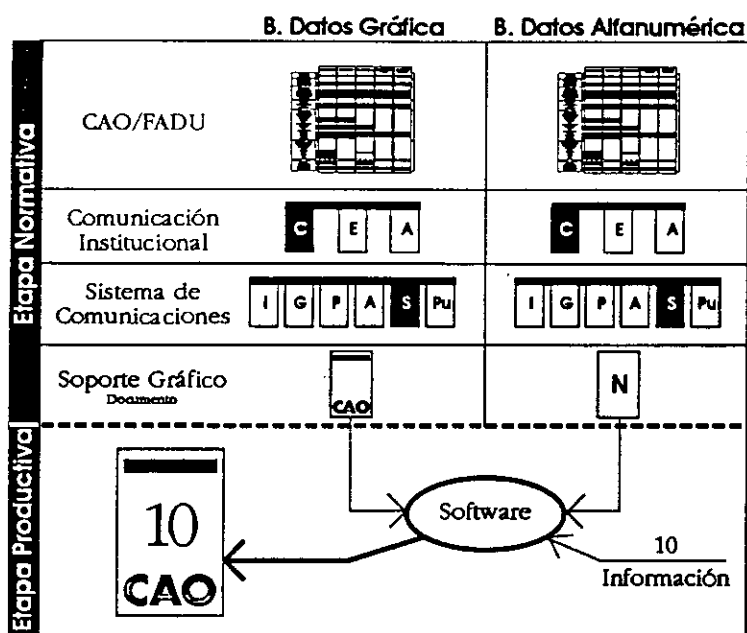 B. Datos Gráfica B. Datos Alfanumérica
Etapa Normativa
CAO/FADU
Comunicación
Institucional
C E A
C E A
Sistema de
Comunicaciones
I G P A S Pu
I G P A S Pu
Soporte Gráfico
Documento
CAO
N
Etapa Productiva
10
CAO
Software
10
Información